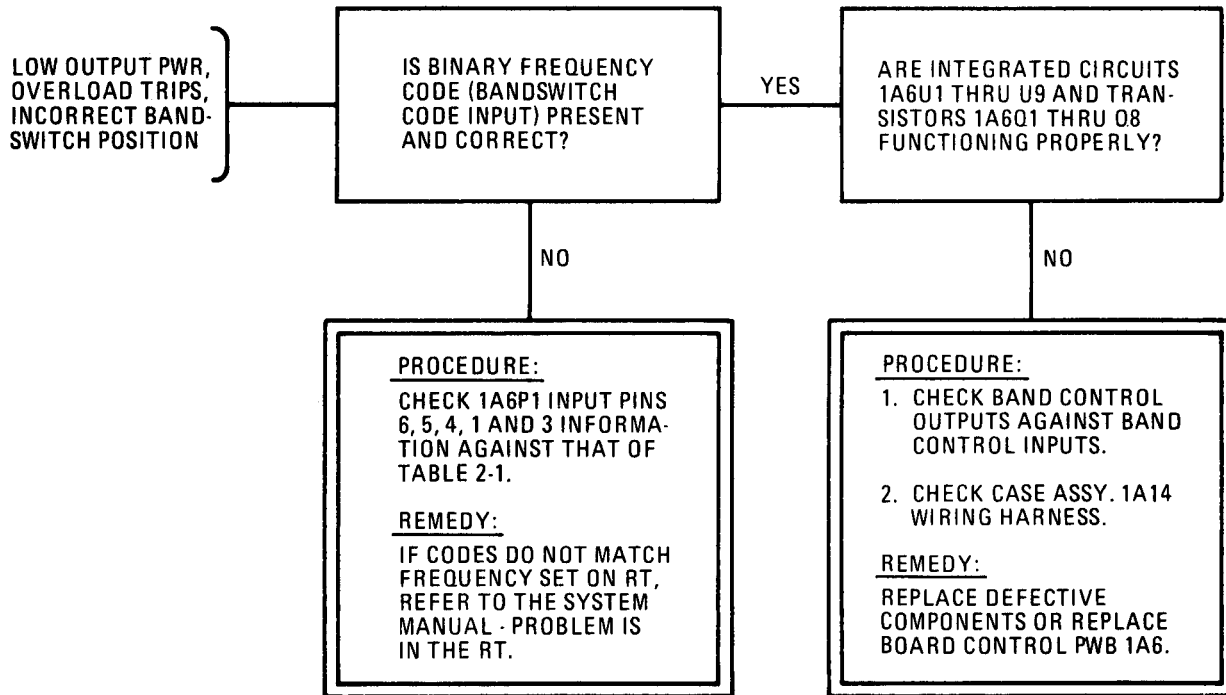 LOW OUTPUT PWR,
OVERLOAD TRIPS,
INCORRECT BAND-
SWITCH POSITION
IS BINARY FREQUENCY
CODE (BANDSWITCH
CODE INPUT) PRESENT
AND CORRECT?
YES
ARE INTEGRATED CIRCUITS
1A6U1 THRU U9 AND TRAN-
SISTORS 1A6Q1 THRU Q8
FUNCTIONING PROPERLY?
NO
NO
PROCEDURE:
CHECK 1A6P1 INPUT PINS
6, 5, 4, 1 AND 3 INFORMA-
TION AGAINST THAT OF
TABLE 2-1.
REMEDY:
IF CODES DO NOT MATCH
FREQUENCY SET ON RT,
REFER TO THE SYSTEM
MANUAL - PROBLEM IS
IN THE RT.
PROCEDURE:
1. CHECK BAND CONTROL
OUTPUTS AGAINST BAND
CONTROL INPUTS.
2. CHECK CASE ASSY. 1A14
WIRING HARNESS.
REMEDY:
REPLACE DEFECTIVE
COMPONENTS OR REPLACE
BOARD CONTROL PWB 1A6.